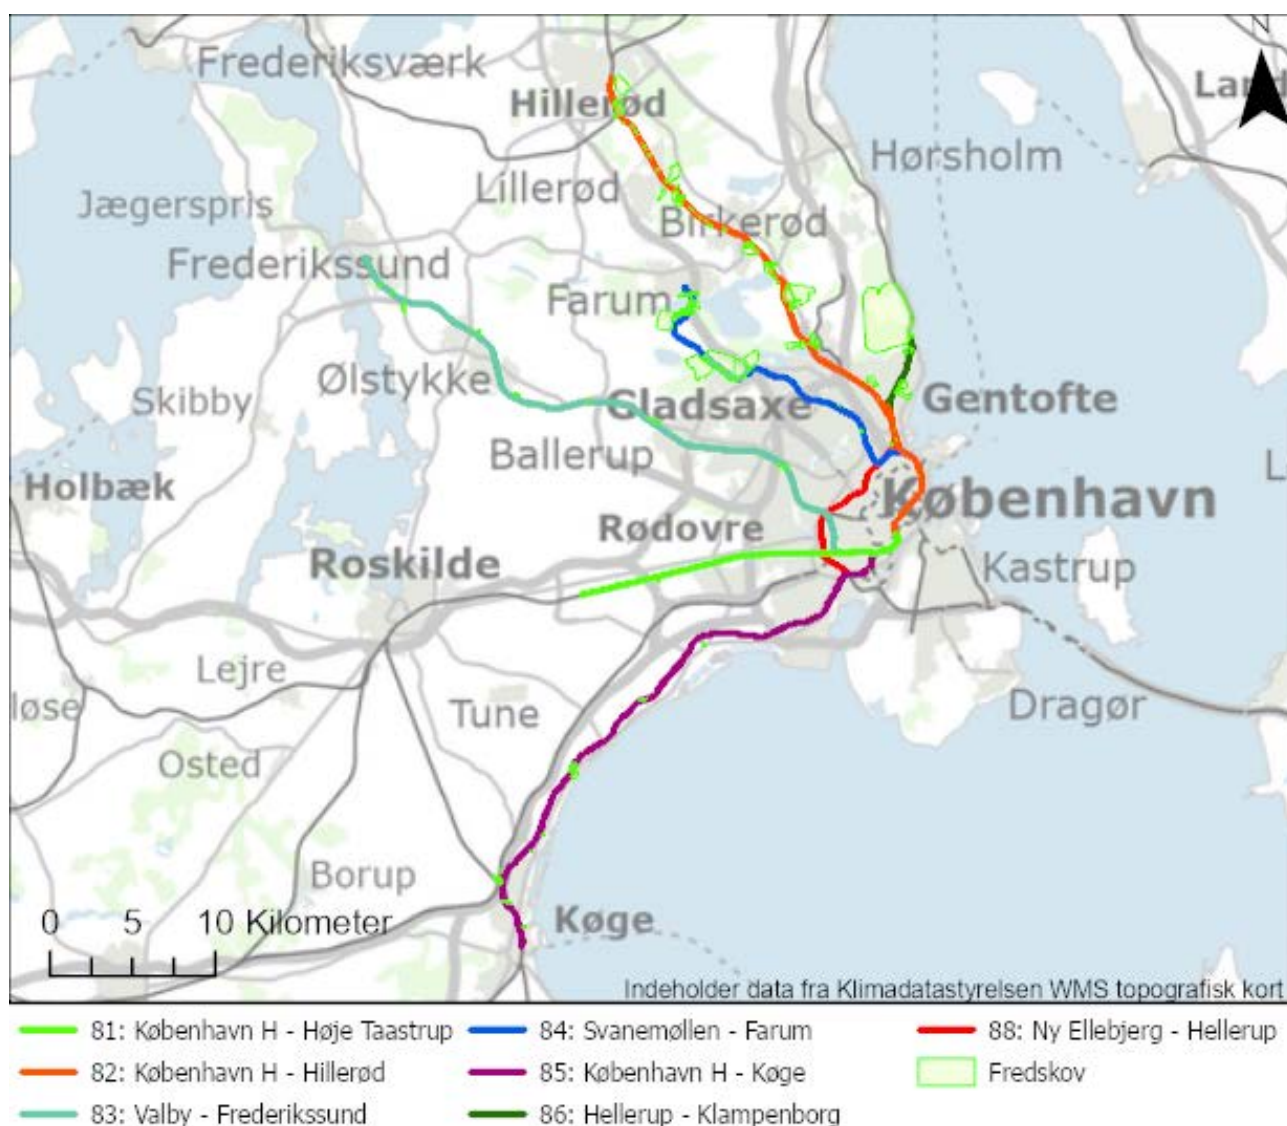 N
Frederiksværk
Land
Hillerød
Hørsholm
Lillerød
Jægerspris
Birkerød
Frederikssund
Farum
Ølstykke
Skibby
Gladsaxe
Gentofte
Ballerup
L
Holbæk
København
Rødovre
Roskilde
Kastrup
Lejre
løse
Tune
Dragør
Osted
Borup
0 5 10 Kilometer
Køge
Indeholder data fra Klimadatastyrelsen WMS topografisk kort
81: København H - Høje Taastrup
84: Svanemøllen - Farum
88: Ny Ellebjerg - Hellerup
82: København H - Hillerød
85: København H - Køge
Fredskov
83: Valby - Frederikssund
86: Hellerup - Klampenborg